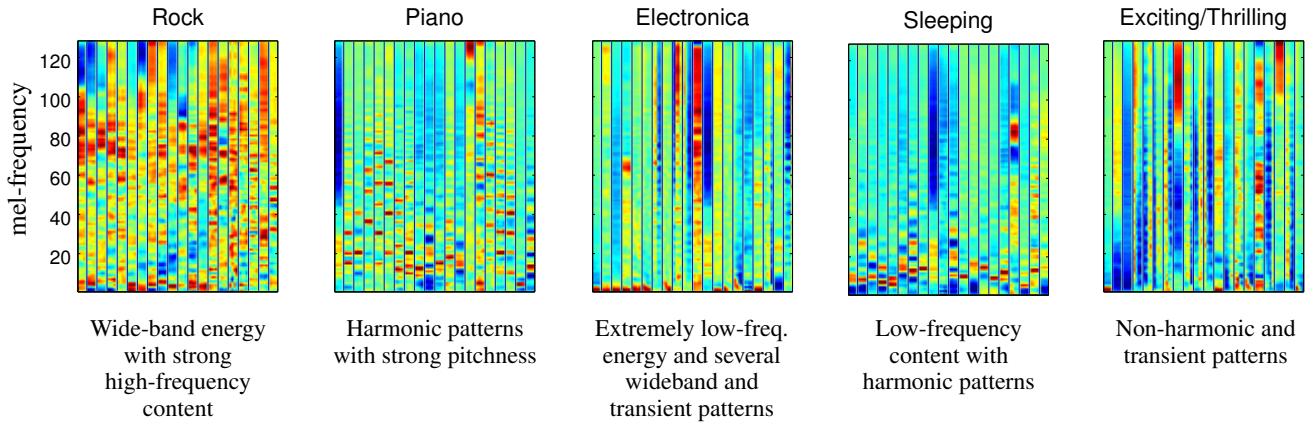 Rock
Piano
Electronica
Sleeping
Exciting/Thrilling
mel-frequency
120
100
80
60
40
20
Wide-band energy
with strong
high-frequency
content
Harmonic patterns
with strong pitchness
Extremely low-freq.
energy and several
wideband and
transient patterns
Low-frequency
content with
harmonic patterns
Non-harmonic and
transient patterns